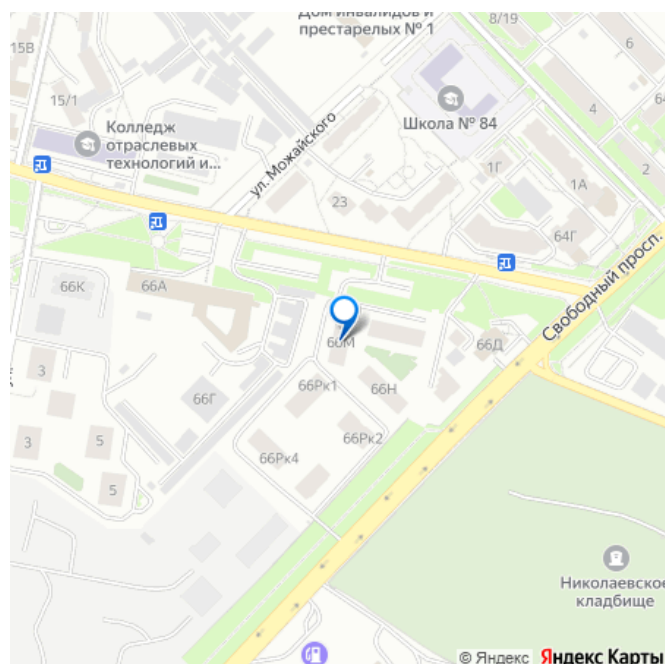 Дом инвалидов и
престарелых № 1
8/19
6
15В
15/1
4
64
Колледж
отраслевых
технологий и...
ул. Можайского
Школа № 84
2
1Г
1А
23
64Г
Свободный просп.
66К
66А
66М
66Д
3
66Рк1
66Н
66Г
3
5
66Рк2
66Рк4
5
Николаевское
кладбище
© Яндекс Яндекс Карты